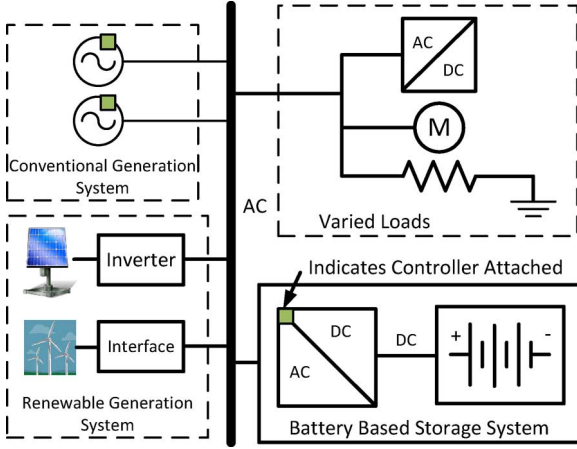 Conventional Generation
System
AC
DC
M
Varied Loads
AC
Inverter
Interface
Renewable Generation
System
Indicates Controller Attached
DC
AC
DC
+
-
Battery Based Storage System